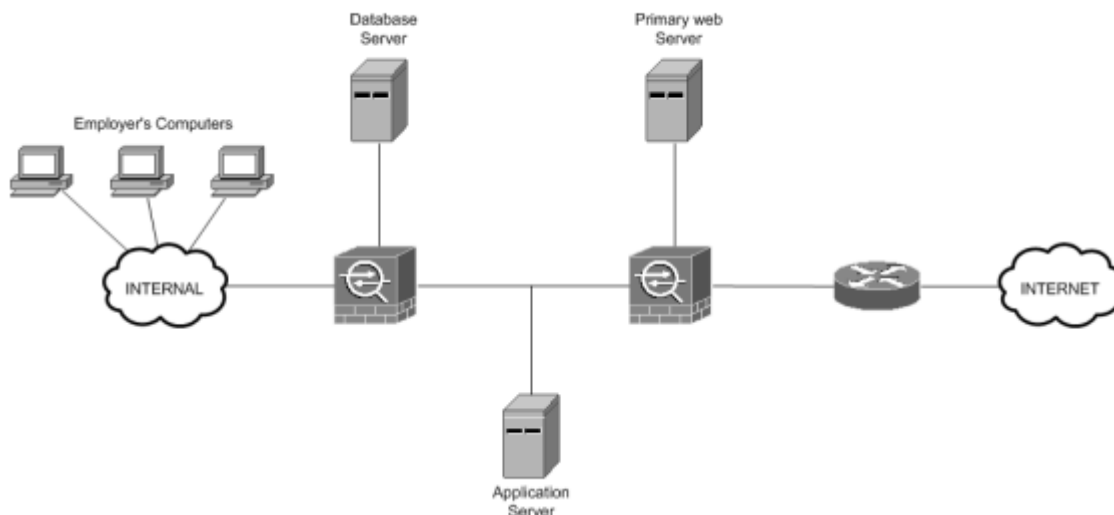 Database
Server
Primary web
Server
Employer's Computers
INTERNAL
INTERNET
Application
Server